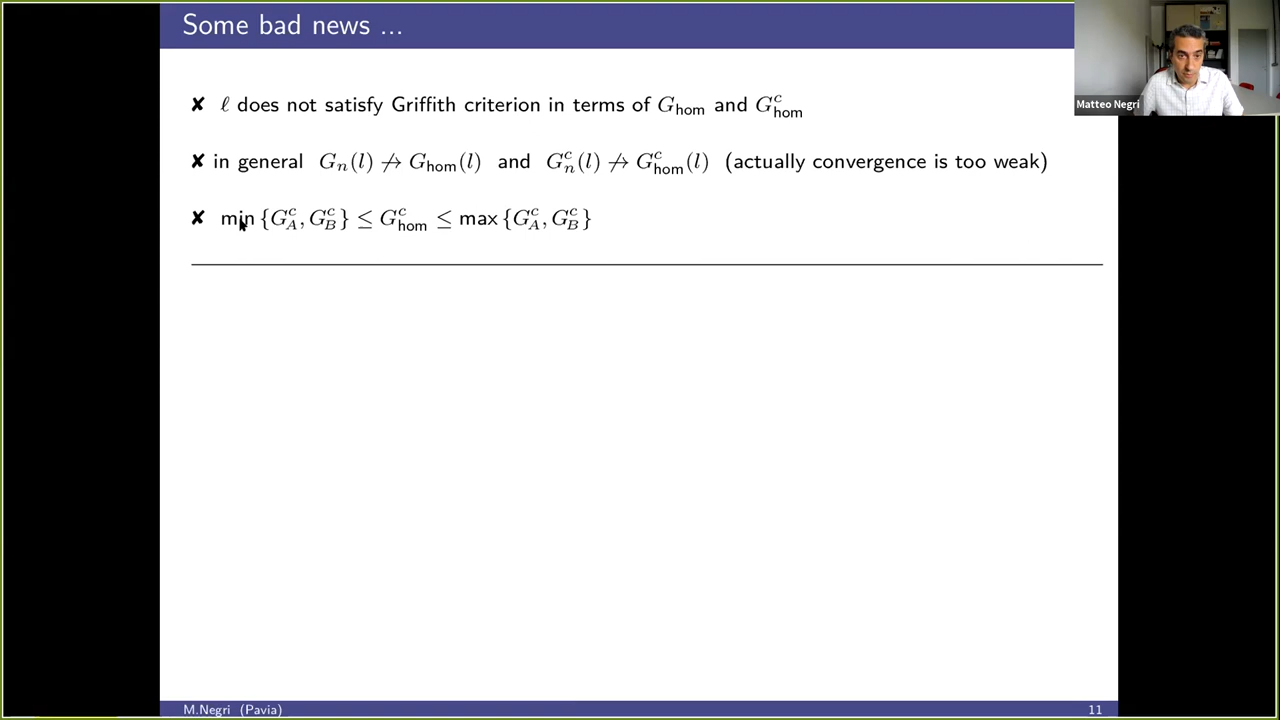 Some bad news ...
Matteo Negri
✘ ℓ does not satisfy Griffith criterion in terms of G_hom and G^c_hom
✘ in general G_n(l) ↛ G_hom(l) and G^c_n(l) ↛ G^c_hom(l) (actually convergence is too weak)
✘ min {G^c_A, G^c_B} ≤ G^c_hom ≤ max {G^c_A, G^c_B}
M.Negri (Pavia) 11